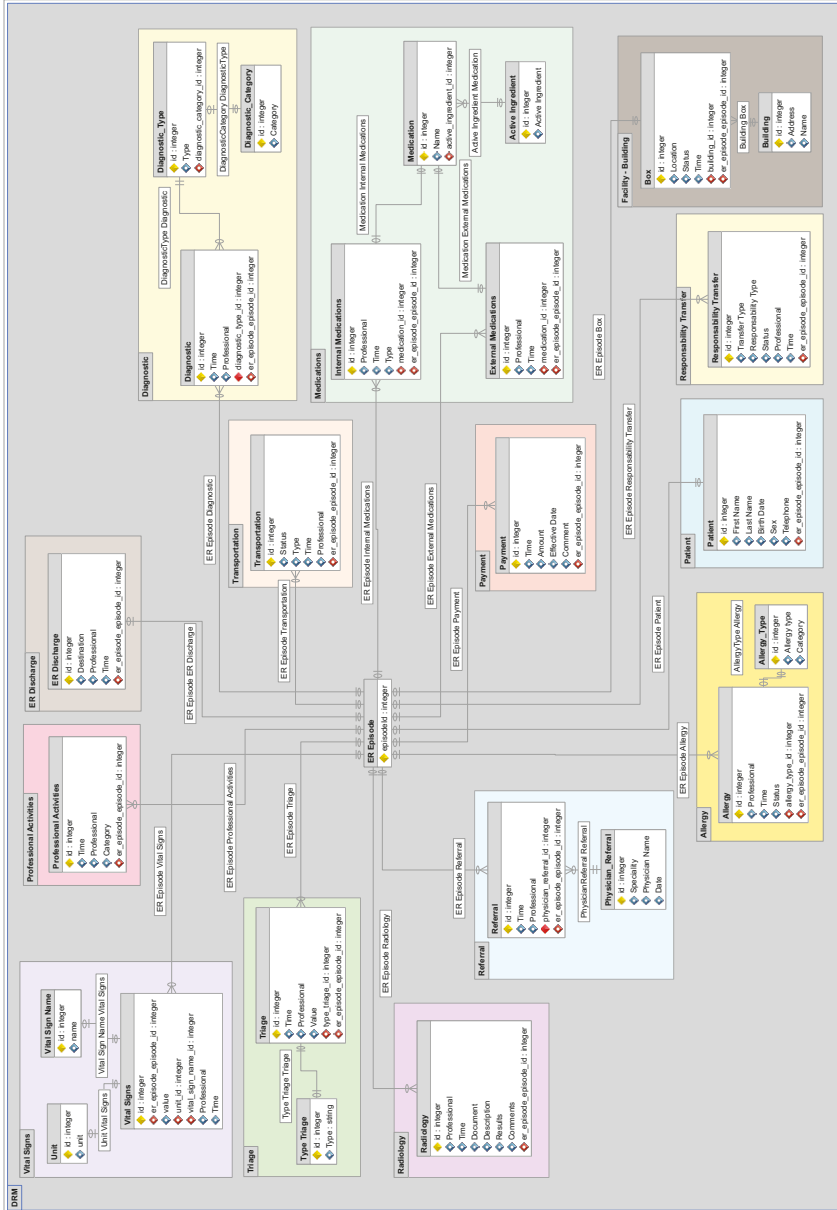 DRM
Vital Signs
Unit
id : integer
unit
Vital Sign Name
id : integer
name
Unit Vital Signs
Vital Sign Name Vital Signs
Vital Signs
id : integer
er_episode_episode_id : integer
value
unit_id : integer
vital_sign_name_id : integer
Professional
Time
Professional Activities
Professional Activities
id : integer
Time
Professional
Category
er_episode_episode_id : integer
ER Discharge
ER Discharge
id : integer
Destination
Professional
Time
er_episode_episode_id : integer
Diagnostic
Diagnostic_Type
id : integer
Type
diagnostic_category_id : integer
DiagnosticType Diagnostic
DiagnosticCategory DiagnosticType
Diagnostic_Category
id : integer
Category
Diagnostic
id : integer
Time
Professional
diagnostic_type_id : integer
er_episode_episode_id : integer
ER Episode Vital Signs
ER Episode Professional Activities
ER Episode ER Discharge
ER Episode Diagnostic
Triage
Triage
id : integer
Time
Professional
Value
type_triage_id : integer
er_episode_episode_id : integer
Type Triage Triage
Type Triage
id : integer
Type : string
ER Episode Triage
Transportation
Transportation
id : integer
Status
Type
Time
Professional
er_episode_episode_id : integer
ER Episode Transportation
Medications
Internal Medications
id : integer
Professional
Time
Type
medication_id : integer
er_episode_episode_id : integer
Medication Internal Medications
Medication
id : integer
Name
active_ingredient_id : integer
Active Ingredient Medication
Active Ingredient
id : integer
Active Ingredient
Medication External Medications
External Medications
id : integer
Professional
Time
medication_id : integer
er_episode_episode_id : integer
ER Episode Internal Medications
ER Episode External Medications
ER Episode
episodeId : integer
ER Episode Radiology
ER Episode Referral
ER Episode Payment
ER Episode Box
Radiology
Radiology
id : integer
Professional
Time
Document
Description
Results
Comments
er_episode_episode_id : integer
Referral
Referral
id : integer
Time
Professional
physician_referral_id : integer
er_episode_episode_id : integer
PhysicianReferral Referral
Physician_Referral
id : integer
Speciality
Physician Name
Date
Payment
Payment
id : integer
Time
Amount
Effective Date
Comment
er_episode_episode_id : integer
ER Episode Allergy
ER Episode Patient
ER Episode Responsability Transfer
Allergy
Allergy
id : integer
Professional
Time
Status
allergy_type_id : integer
er_episode_episode_id : integer
AllergyType Allergy
Allergy_Type
id : integer
Allergy type
Category
Patient
Patient
id : integer
First Name
Last Name
Birth Date
Sex
Telephone
er_episode_episode_id : integer
Responsability Transfer
Responsability Transfer
id : integer
Transfer Type
Responsability Type
Status
Professional
Time
er_episode_episode_id : integer
Facility - Building
Box
id : integer
Location
Status
Time
building_id : integer
er_episode_episode_id : integer
Building Box
Building
id : integer
Address
Name